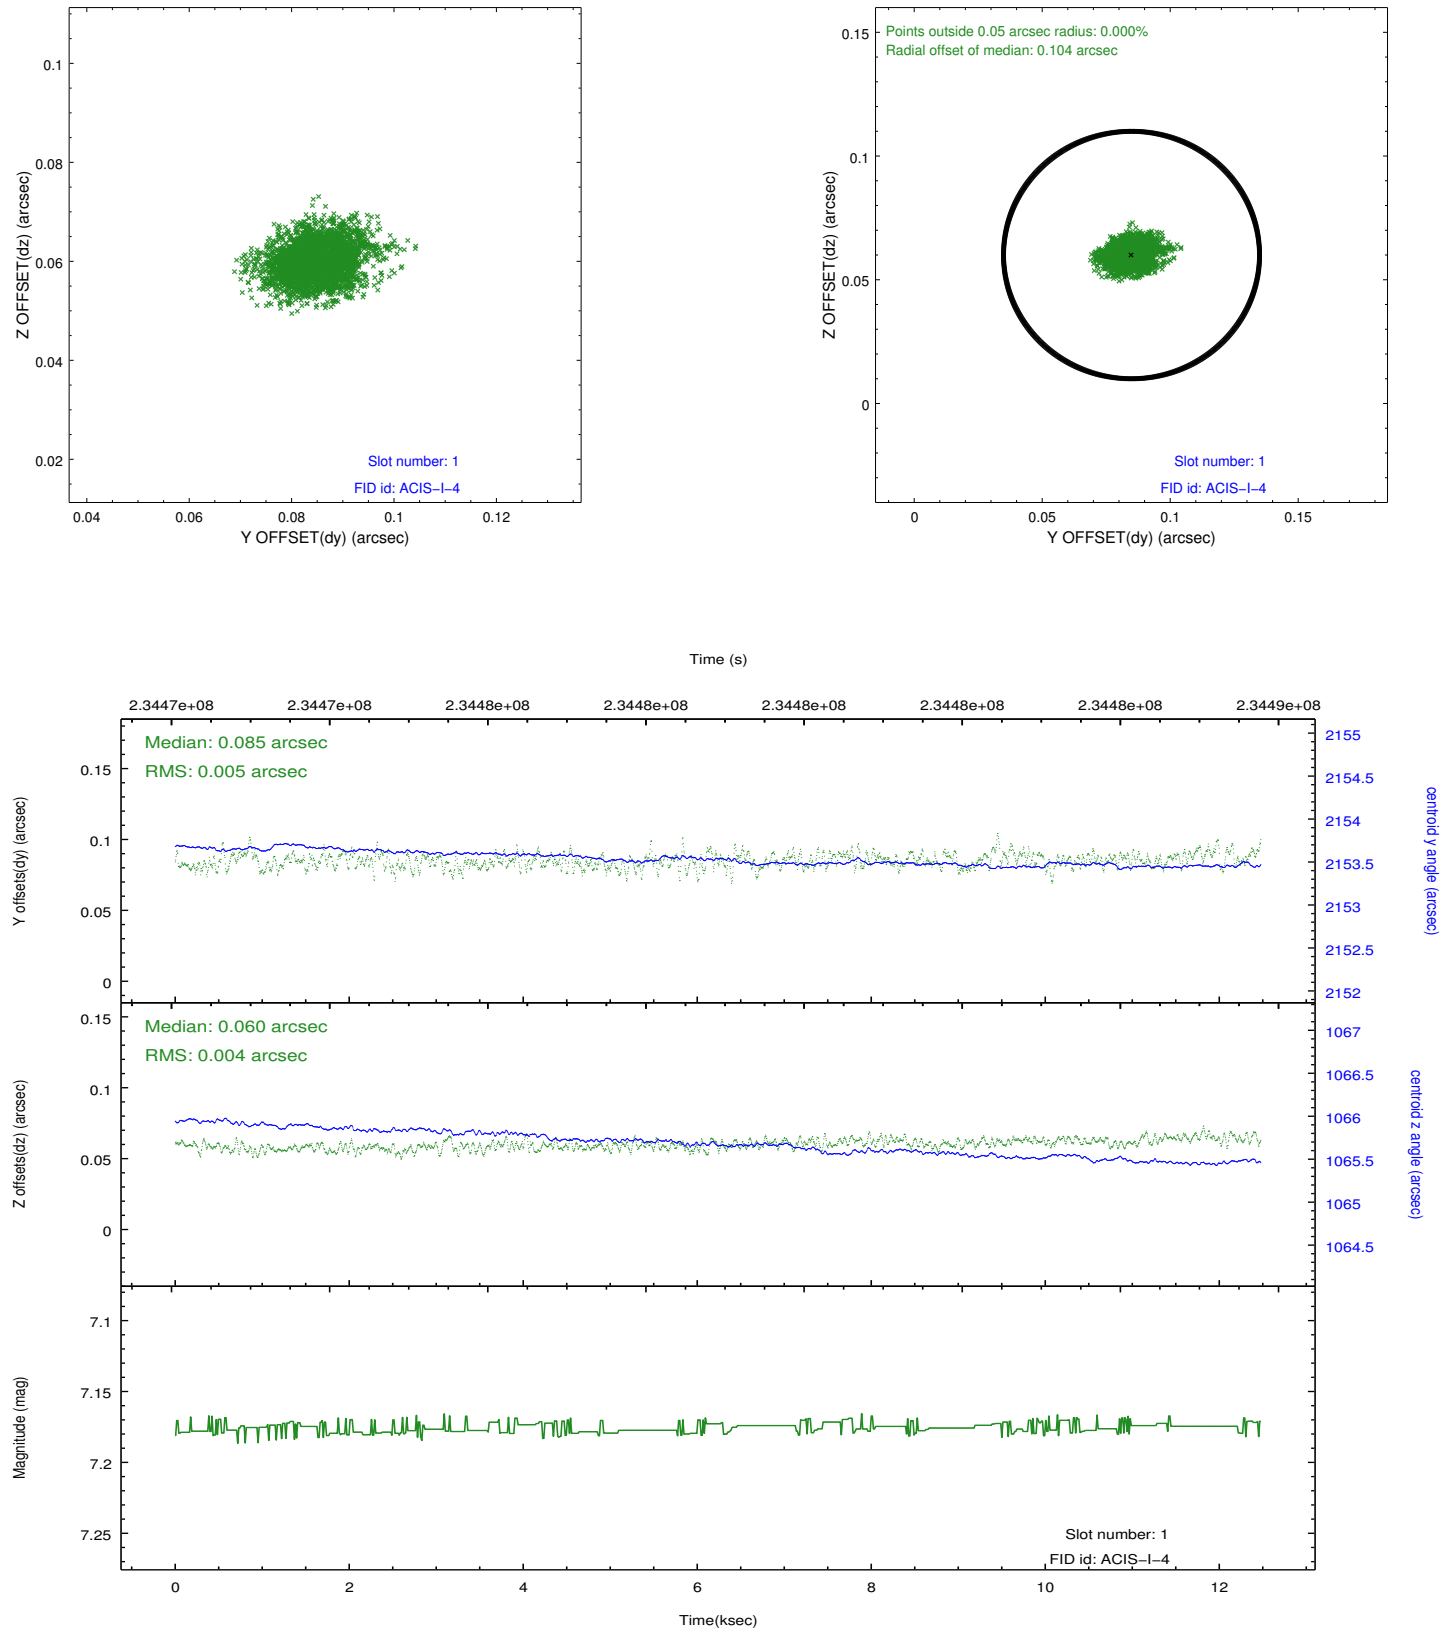 0.1
0.08
0.06
0.04
0.02
Z OFFSET(dz) (arcsec)
Slot number: 1
FID id: ACIS-I-4
0.04 0.06 0.08 0.1 0.12
Y OFFSET(dy) (arcsec)
Points outside 0.05 arcsec radius: 0.000%
Radial offset of median: 0.104 arcsec
0.15
0.1
0.05
0
Z OFFSET(dz) (arcsec)
Slot number: 1
FID id: ACIS-I-4
0 0.05 0.1 0.15
Y OFFSET(dy) (arcsec)
Time (s)
2.3447e+08 2.3447e+08 2.3448e+08 2.3448e+08 2.3448e+08 2.3448e+08 2.3448e+08 2.3449e+08
Median: 0.085 arcsec
RMS: 0.005 arcsec
0.15
0.1
0.05
0
Y offsets(dy) (arcsec)
2155
2154.5
2154
2153.5
2153
2152.5
2152
centroid y angle (arcsec)
Median: 0.060 arcsec
RMS: 0.004 arcsec
0.15
0.1
0.05
0
Z offsets(dz) (arcsec)
1067
1066.5
1066
1065.5
1065
1064.5
centroid z angle (arcsec)
7.1
7.15
7.2
7.25
Magnitude (mag)
Slot number: 1
FID id: ACIS-I-4
0 2 4 6 8 10 12
Time(ksec)